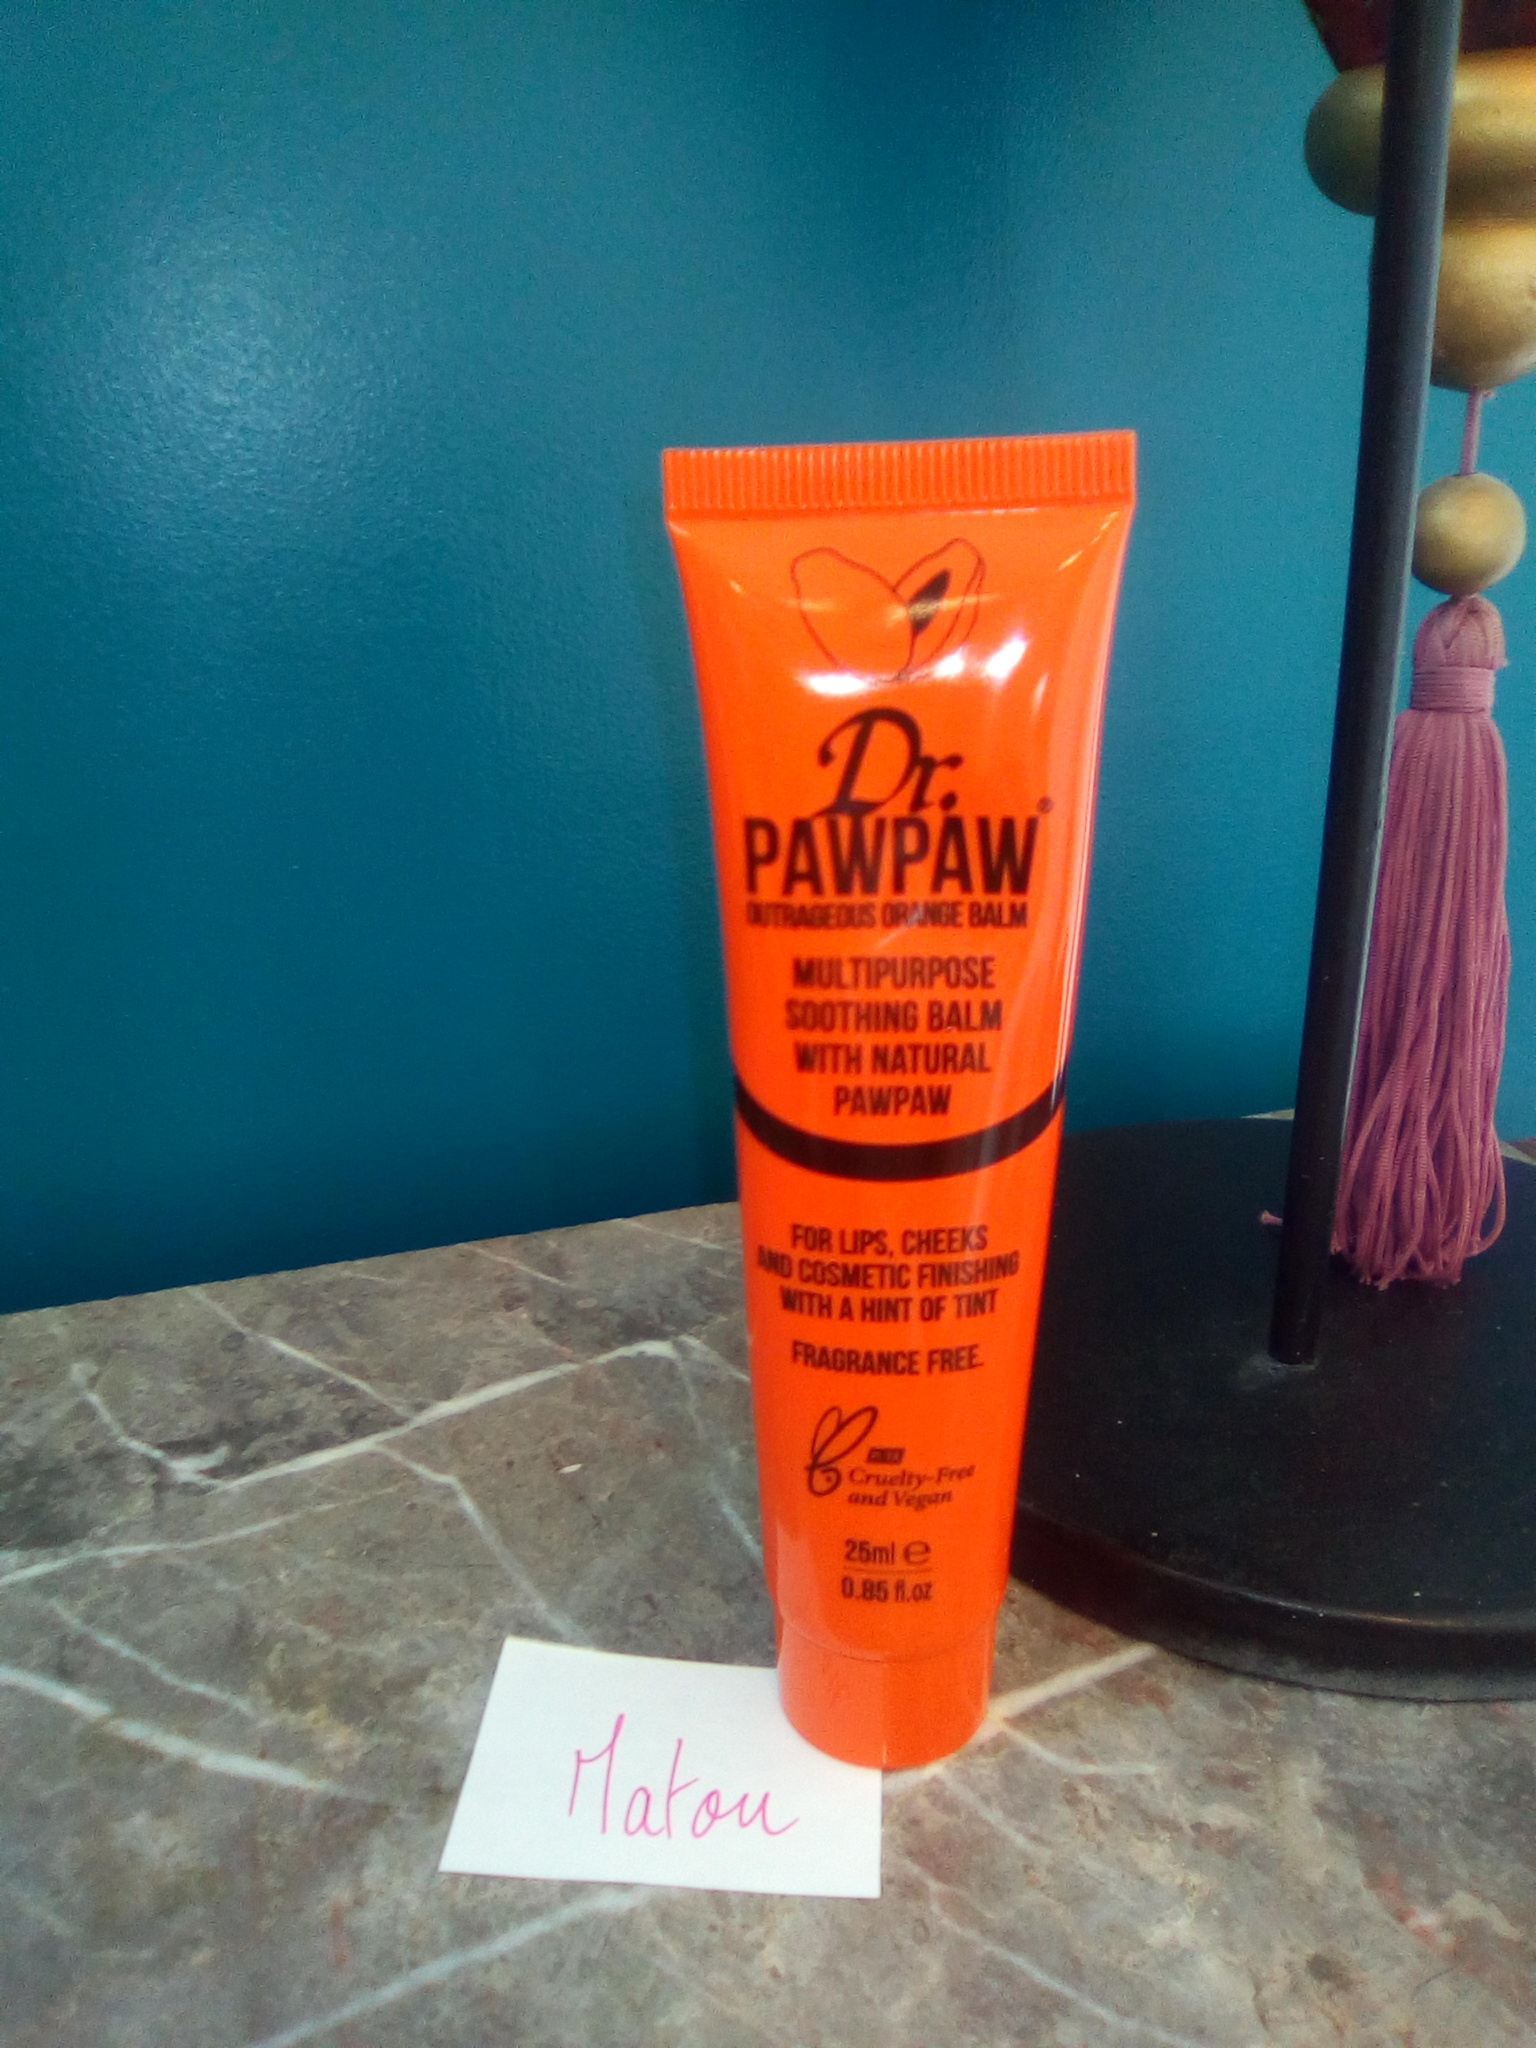 Dr.
PAWPAW®
OUTRAGEOUS ORANGE BALM
MULTIPURPOSE
SOOTHING BALM
WITH NATURAL
PAWPAW
FOR LIPS, CHEEKS
AND COSMETIC FINISHING
WITH A HINT OF TINT
FRAGRANCE FREE.
Cruelty-Free
and Vegan
25ml e
0.85 fl.oz
Matou